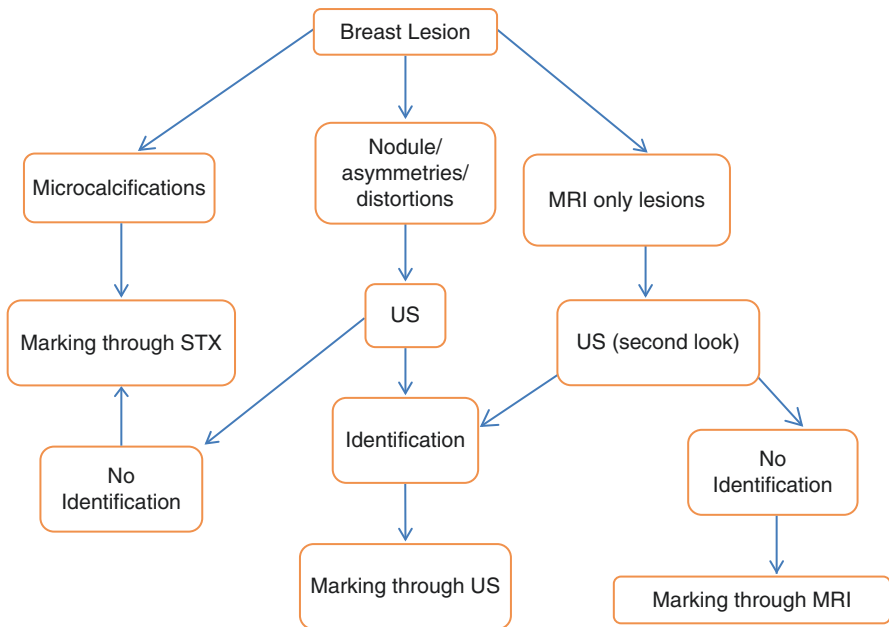 Breast Lesion
Microcalcifications
Nodule/
asymmetries/
distortions
MRI only lesions
Marking through STX
US
US (second look)
No
Identification
Identification
No
Identification
Marking through US
Marking through MRI